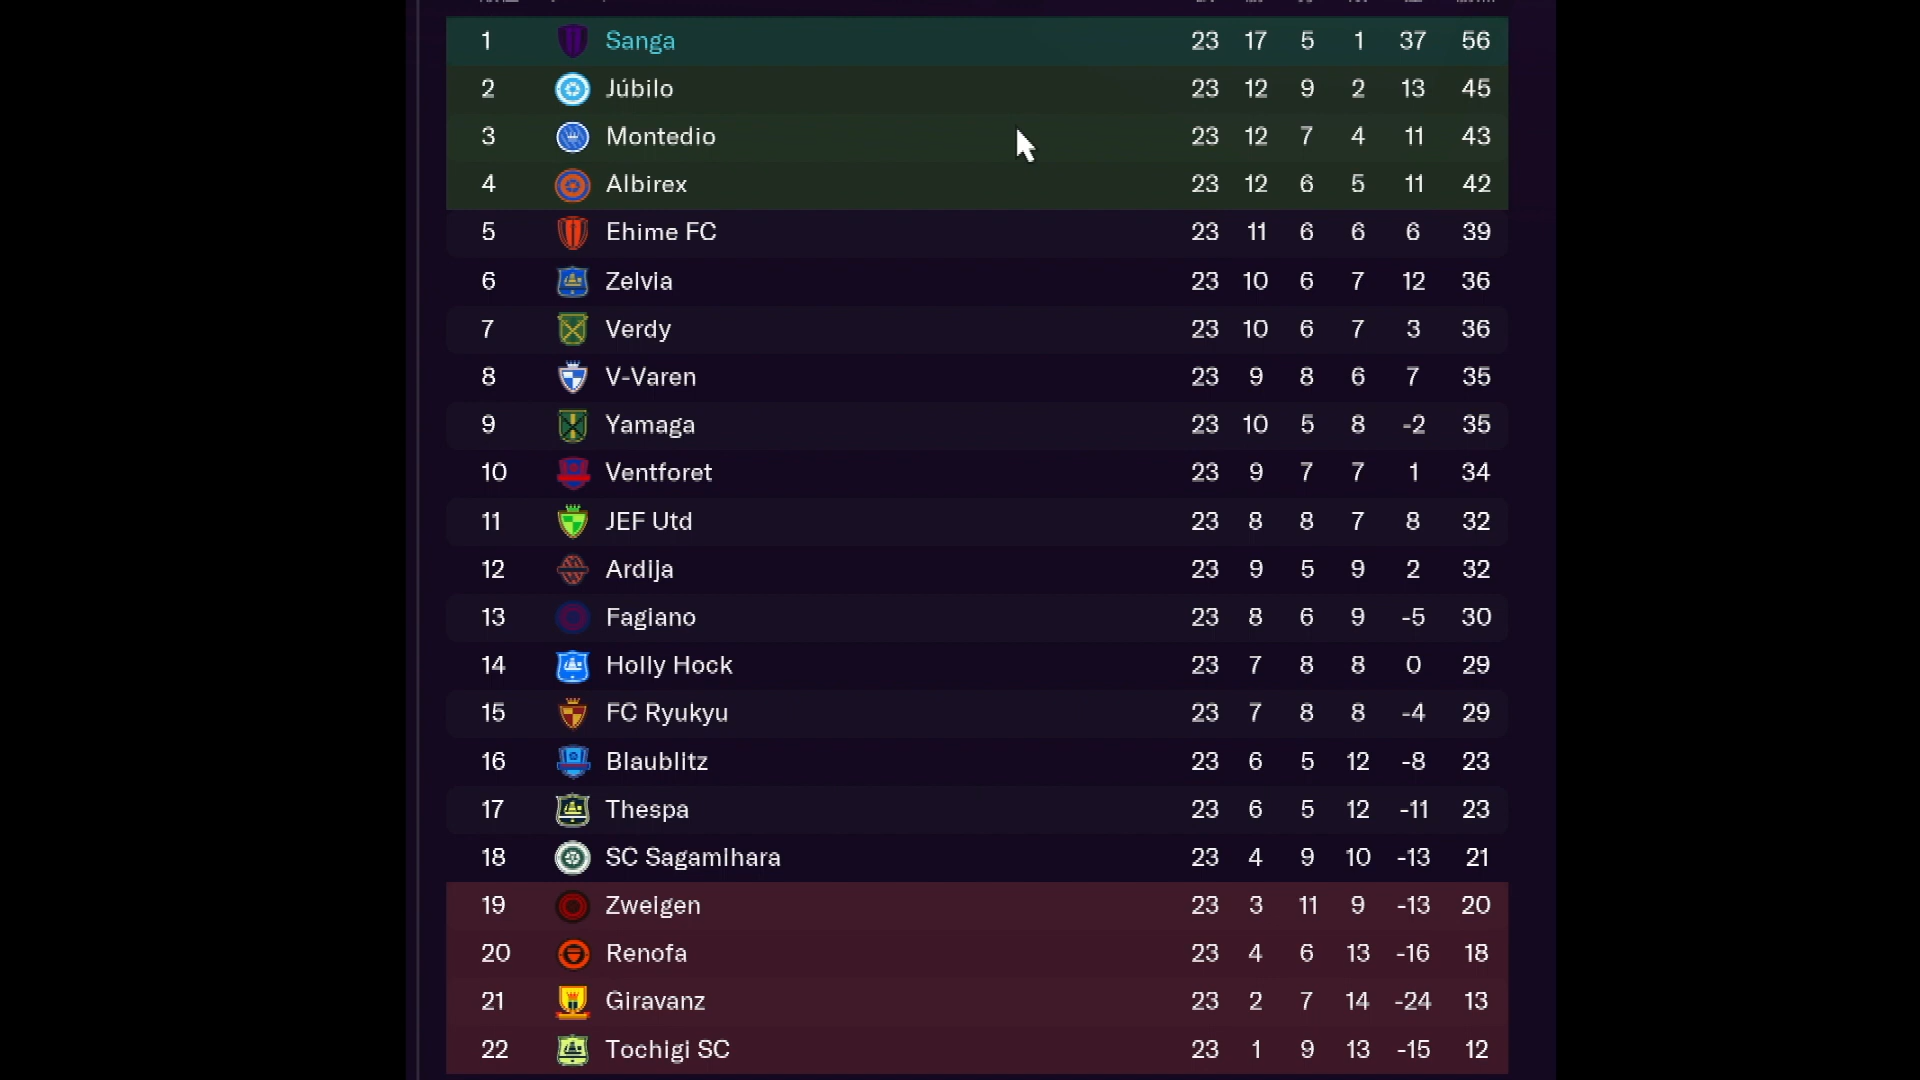 1 Sanga 23 17 5 1 37 56
2 Júbilo 23 12 9 2 13 45
3 Montedio 23 12 7 4 11 43
4 Albirex 23 12 6 5 11 42
5 Ehime FC 23 11 6 6 6 39
6 Zelvia 23 10 6 7 12 36
7 Verdy 23 10 6 7 3 36
8 V-Varen 23 9 8 6 7 35
9 Yamaga 23 10 5 8 -2 35
10 Ventforet 23 9 7 7 1 34
11 JEF Utd 23 8 8 7 8 32
12 Ardija 23 9 5 9 2 32
13 Fagiano 23 8 6 9 -5 30
14 Holly Hock 23 7 8 8 0 29
15 FC Ryukyu 23 7 8 8 -4 29
16 Blaublitz 23 6 5 12 -8 23
17 Thespa 23 6 5 12 -11 23
18 SC Sagamihara 23 4 9 10 -13 21
19 Zweigen 23 3 11 9 -13 20
20 Renofa 23 4 6 13 -16 18
21 Giravanz 23 2 7 14 -24 13
22 Tochigi SC 23 1 9 13 -15 12